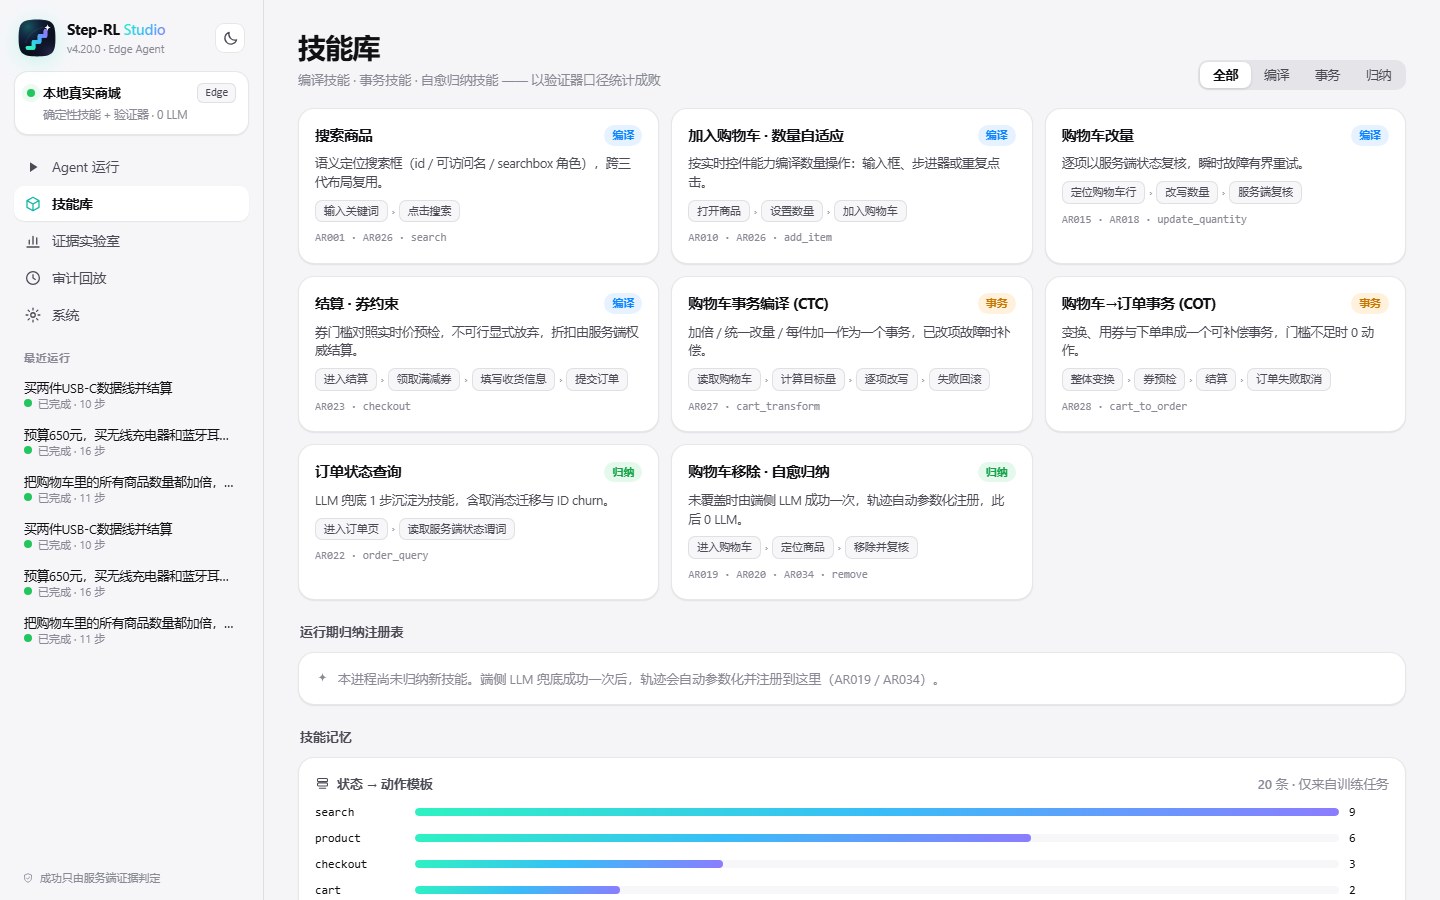 Step-RL Studio
v4.20.0 · Edge Agent
本地真实商城
Edge
确定性技能 + 验证器 · 0 LLM
Agent 运行
技能库
证据实验室
审计回放
系统
最近运行
买两件USB-C数据线并结算
已完成 · 10 步
预算650元，买无线充电器和蓝牙耳...
已完成 · 16 步
把购物车里的所有商品数量都加倍，...
已完成 · 11 步
买两件USB-C数据线并结算
已完成 · 10 步
预算650元，买无线充电器和蓝牙耳...
已完成 · 16 步
把购物车里的所有商品数量都加倍，...
已完成 · 11 步
成功只由服务端证据判定
技能库
编译技能 · 事务技能 · 自愈归纳技能 —— 以验证器口径统计成败
全部 编译 事务 归纳
搜索商品
编译
语义定位搜索框（id / 可访问名 / searchbox 角色），跨三
代布局复用。
输入关键词 › 点击搜索
AR001 · AR026 · search
加入购物车 · 数量自适应
编译
按实时控件能力编译数量操作：输入框、步进器或重复点
击。
打开商品 › 设置数量 › 加入购物车
AR010 · AR026 · add_item
购物车改量
编译
逐项以服务端状态复核，瞬时故障有界重试。
定位购物车行 › 改写数量 › 服务端复核
AR015 · AR018 · update_quantity
结算 · 券约束
编译
券门槛对照实时价预检，不可行显式放弃，折扣由服务端权
威结算。
进入结算 › 领取满减券 › 填写收货信息 › 提交订单
AR023 · checkout
购物车事务编译 (CTC)
事务
加倍 / 统一改量 / 每件加一作为一个事务，已改项故障时补
偿。
读取购物车 › 计算目标量 › 逐项改写 › 失败回滚
AR027 · cart_transform
购物车→订单事务 (COT)
事务
变换、用券与下单串成一个可补偿事务，门槛不足时 0 动
作。
整体变换 › 券预检 › 结算 › 订单失败取消
AR028 · cart_to_order
订单状态查询
归纳
LLM 兜底 1 步沉淀为技能，含取消态迁移与 ID churn。
进入订单页 › 读取服务端状态谓词
AR022 · order_query
购物车移除 · 自愈归纳
归纳
未覆盖时由端侧 LLM 成功一次，轨迹自动参数化注册，此
后 0 LLM。
进入购物车 › 定位商品 › 移除并复核
AR019 · AR020 · AR034 · remove
运行期归纳注册表
本进程尚未归纳新技能。端侧 LLM 兜底成功一次后，轨迹会自动参数化并注册到这里（AR019 / AR034）。
技能记忆
状态 → 动作模板
20 条 · 仅来自训练任务
search 9
product 6
checkout 3
cart 2